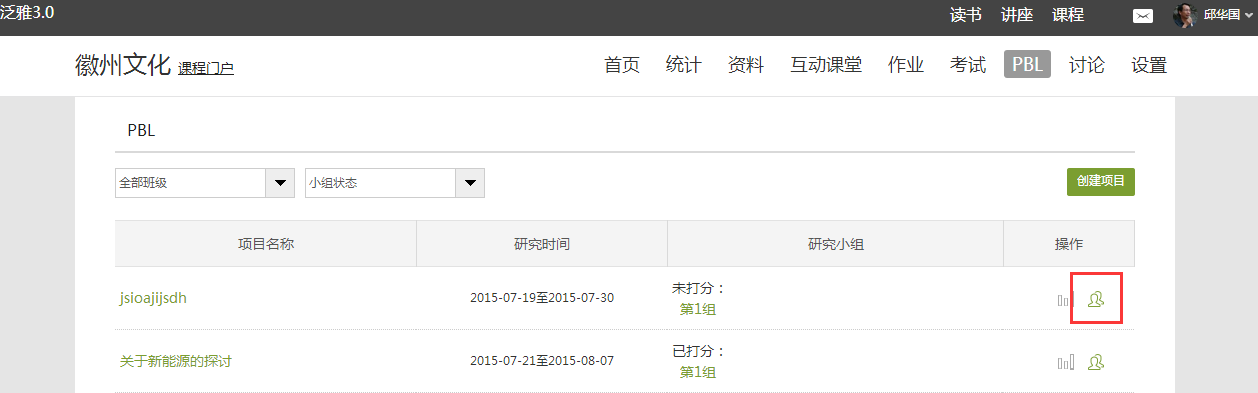 泛雅3.0
读书 讲座 课程 邱华国
徽州文化 课程门户 首页 统计 资料 互动课堂 作业 考试 PBL 讨论 设置
PBL
全部班级 小组状态 创建项目
项目名称 研究时间 研究小组 操作
jsioajijsdh 2015-07-19至2015-07-30 未打分：
第1组
关于新能源的探讨 2015-07-21至2015-08-07 已打分：
第1组